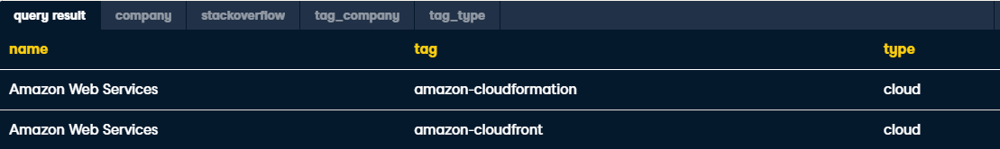 query result company stackoverflow tag_company tag_type
name tag type
Amazon Web Services amazon-cloudformation cloud
Amazon Web Services amazon-cloudfront cloud